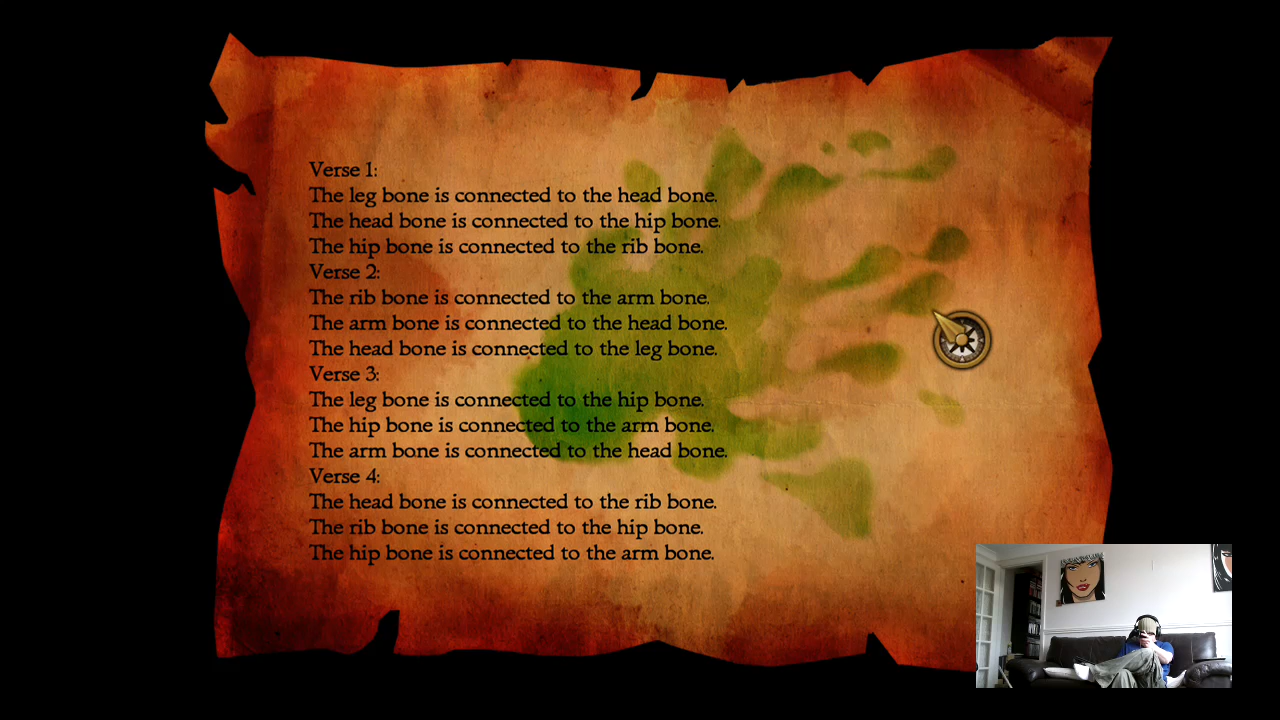 Verse 1:
The leg bone is connected to the head bone.
The head bone is connected to the hip bone.
The hip bone is connected to the rib bone.
Verse 2:
The rib bone is connected to the arm bone.
The arm bone is connected to the head bone.
The head bone is connected to the leg bone.
Verse 3:
The leg bone is connected to the hip bone.
The hip bone is connected to the arm bone.
The arm bone is connected to the head bone.
Verse 4:
The head bone is connected to the rib bone.
The rib bone is connected to the hip bone.
The hip bone is connected to the arm bone.